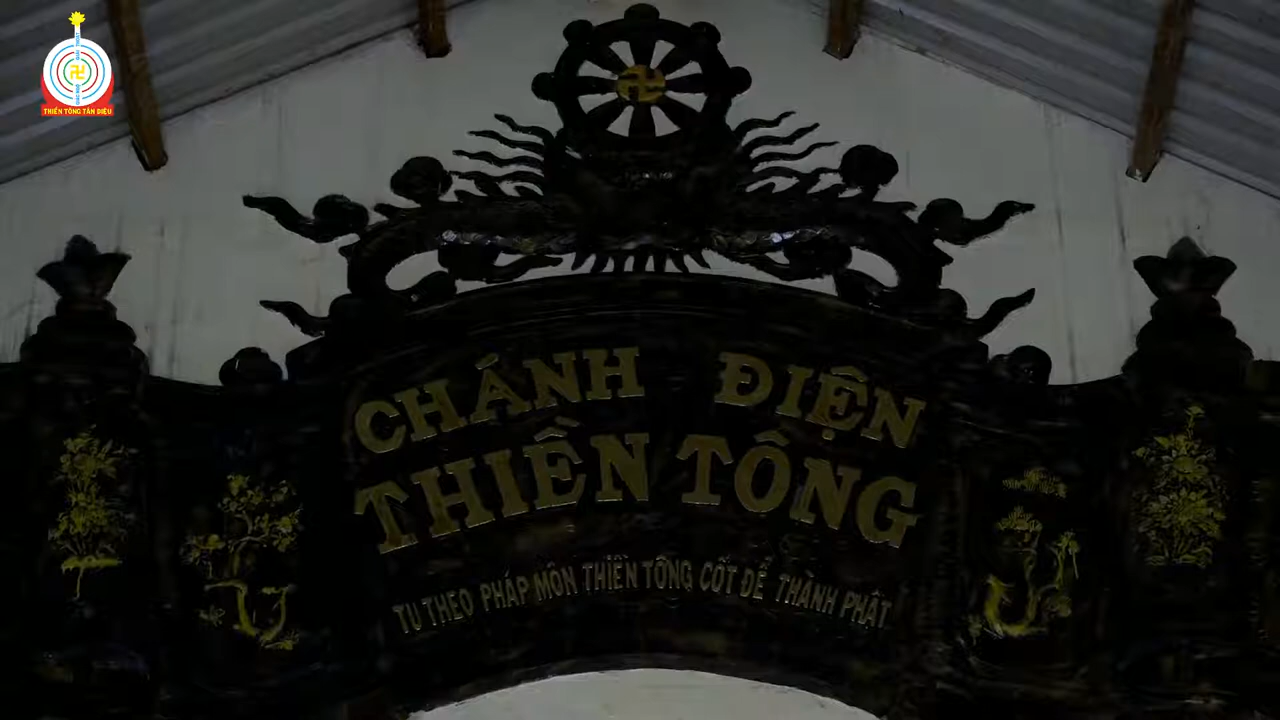 THIỀN TÔNG TÂN DIỆU
CHÁNH ĐIỆN
THIỀN TÔNG
TU THEO PHÁP MÔN THIỀN TÔNG CỐT ĐỂ THÀNH PHẬT